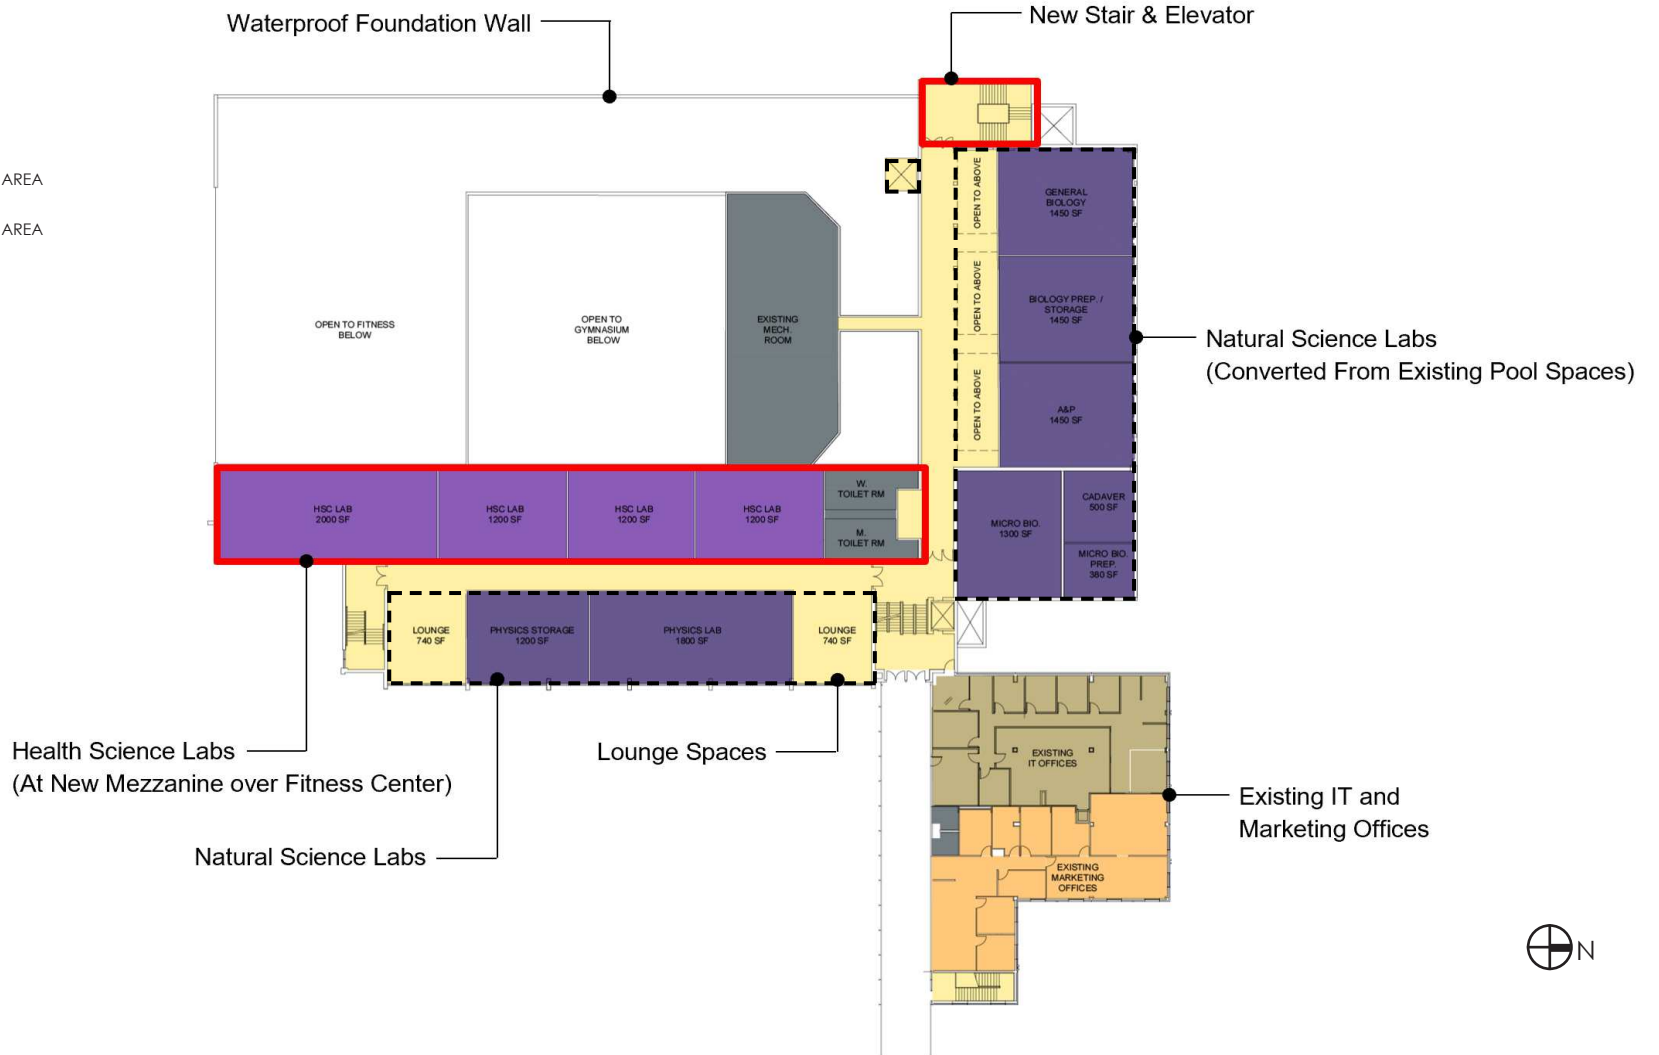 Waterproof Foundation Wall
New Stair & Elevator
AREA
AREA
OPEN TO ABOVE
OPEN TO ABOVE
OPEN TO ABOVE
GENERAL
BIOLOGY
1450 SF
BIOLOGY PREP. /
STORAGE
1450 SF
A&P
1450 SF
OPEN TO FITNESS
BELOW
OPEN TO
GYMNASIUM
BELOW
EXISTING
MECH.
ROOM
Natural Science Labs
(Converted From Existing Pool Spaces)
HSC LAB
2000 SF
HSC LAB
1200 SF
HSC LAB
1200 SF
HSC LAB
1200 SF
W.
TOILET RM
M.
TOILET RM
MICRO BIO.
1300 SF
CADAVER
500 SF
MICRO BIO.
PREP.
380 SF
LOUNGE
740 SF
PHYSICS STORAGE
1200 SF
PHYSICS LAB
1800 SF
LOUNGE
740 SF
Health Science Labs
(At New Mezzanine over Fitness Center)
Lounge Spaces
Natural Science Labs
EXISTING
IT OFFICES
Existing IT and
Marketing Offices
EXISTING
MARKETING
OFFICES
N